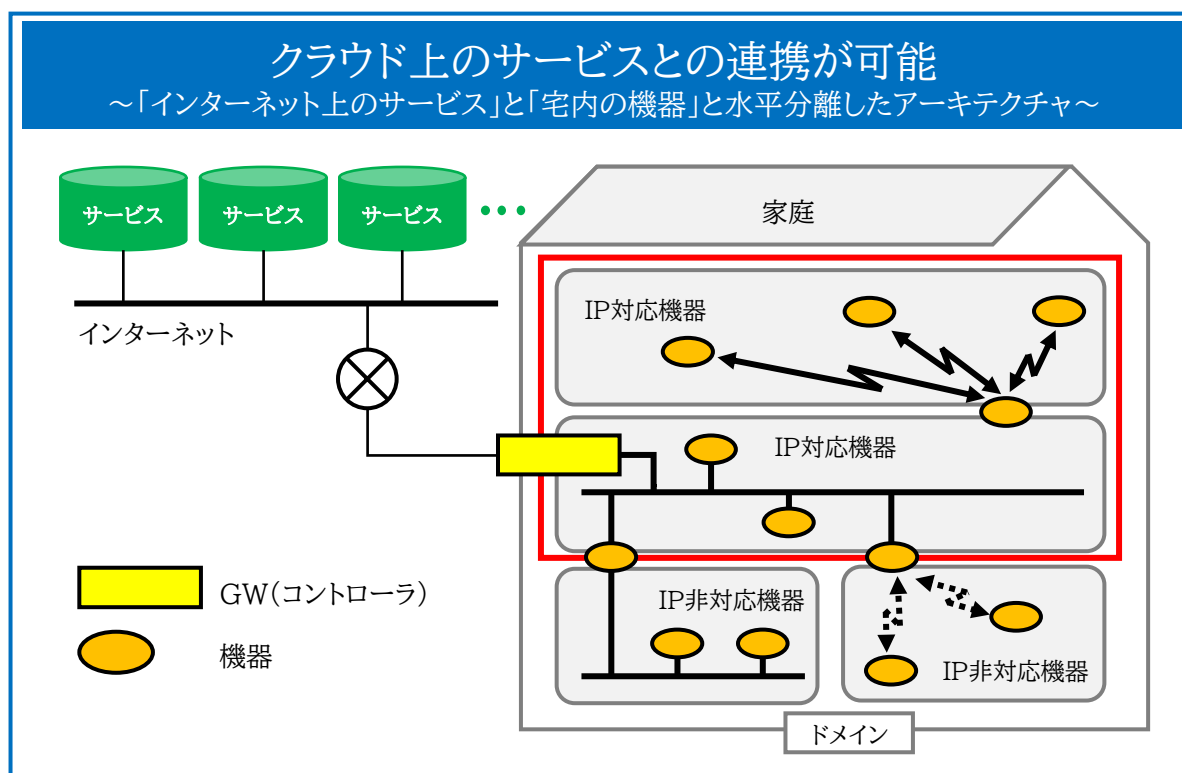 クラウド上のサービスとの連携が可能
～「インターネット上のサービス」と「宅内の機器」と水平分離したアーキテクチャ～
サービス
サービス
サービス
家庭
インターネット
IP対応機器
IP対応機器
GW(コントローラ)
機器
IP非対応機器
IP非対応機器
ドメイン